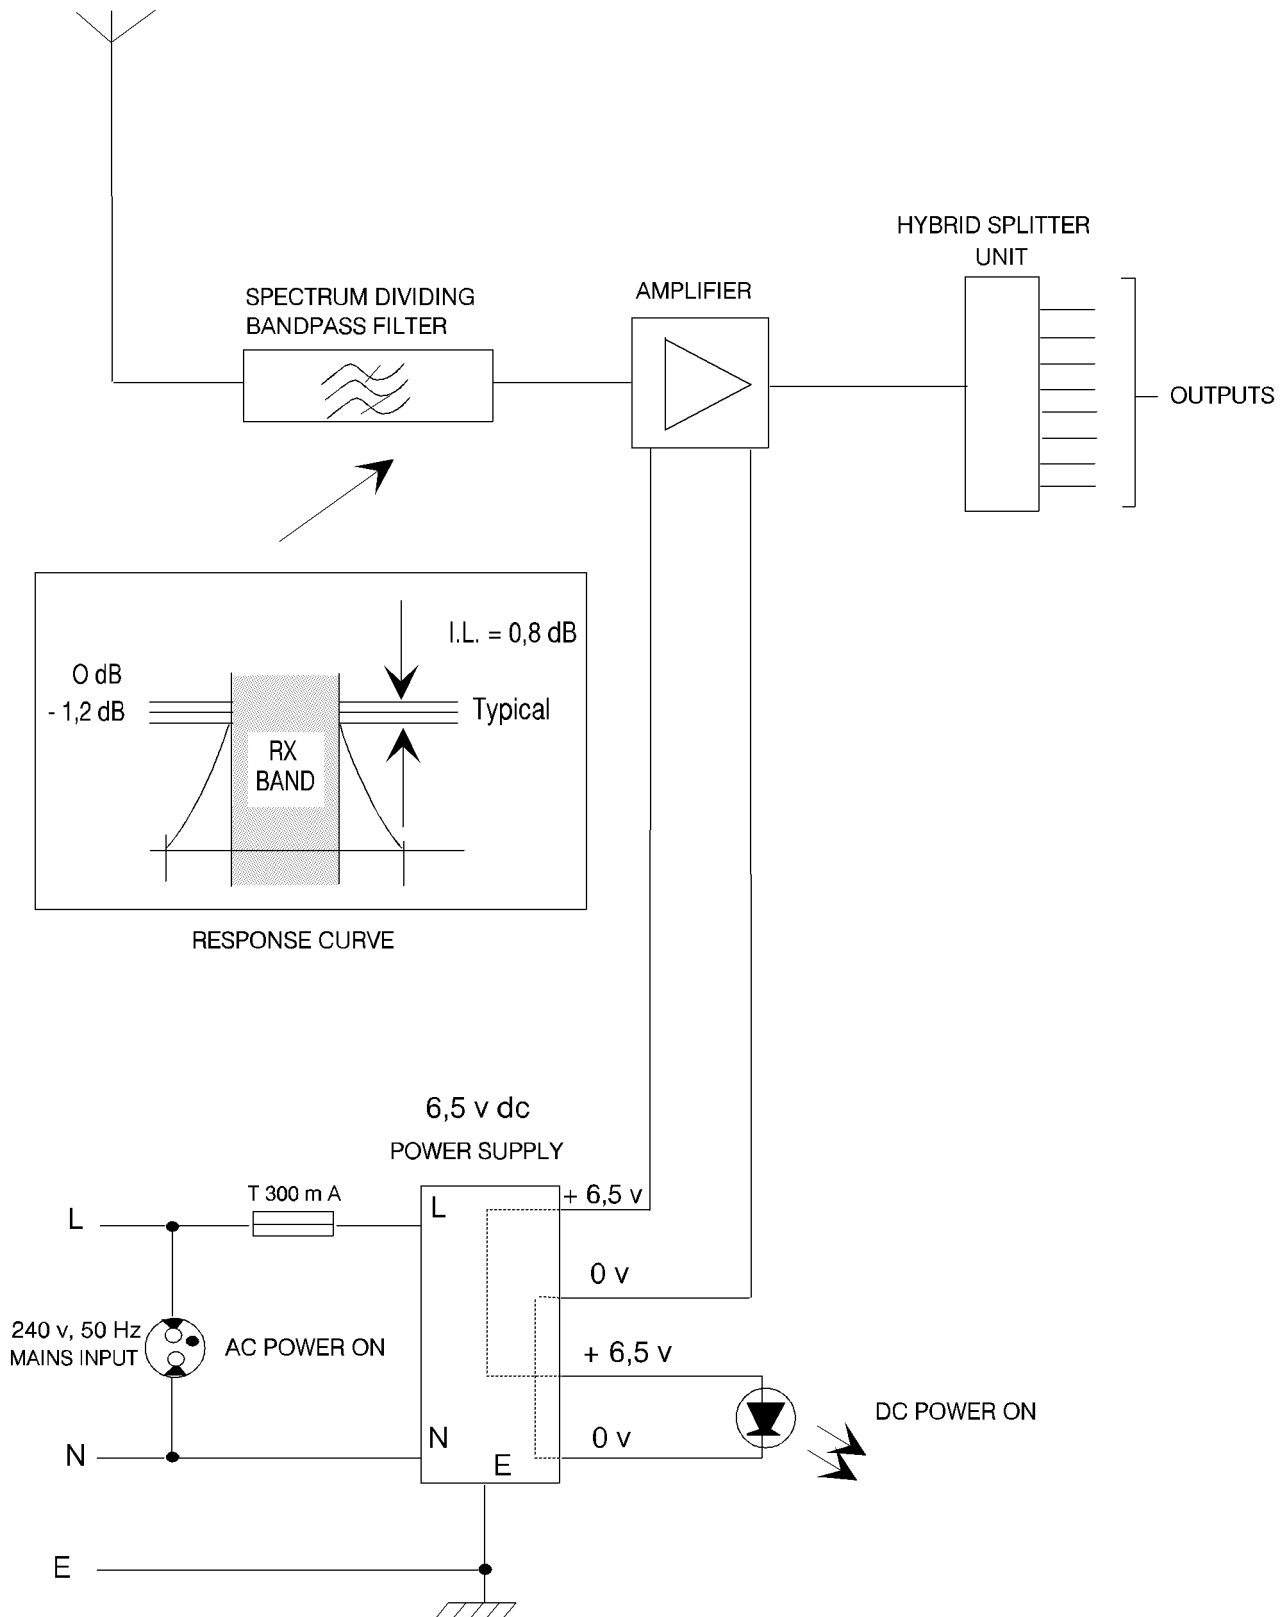 HYBRID SPLITTER
UNIT
SPECTRUM DIVIDING
BANDPASS FILTER
AMPLIFIER
OUTPUTS
I.L. = 0,8 dB
O dB
- 1,2 dB
Typical
RX
BAND
RESPONSE CURVE
6,5 v dc
POWER SUPPLY
T 300 m A
L
L
+ 6,5 v
0 v
240 v, 50 Hz
MAINS INPUT
AC POWER ON
+ 6,5 v
DC POWER ON
N
N
0 v
E
E